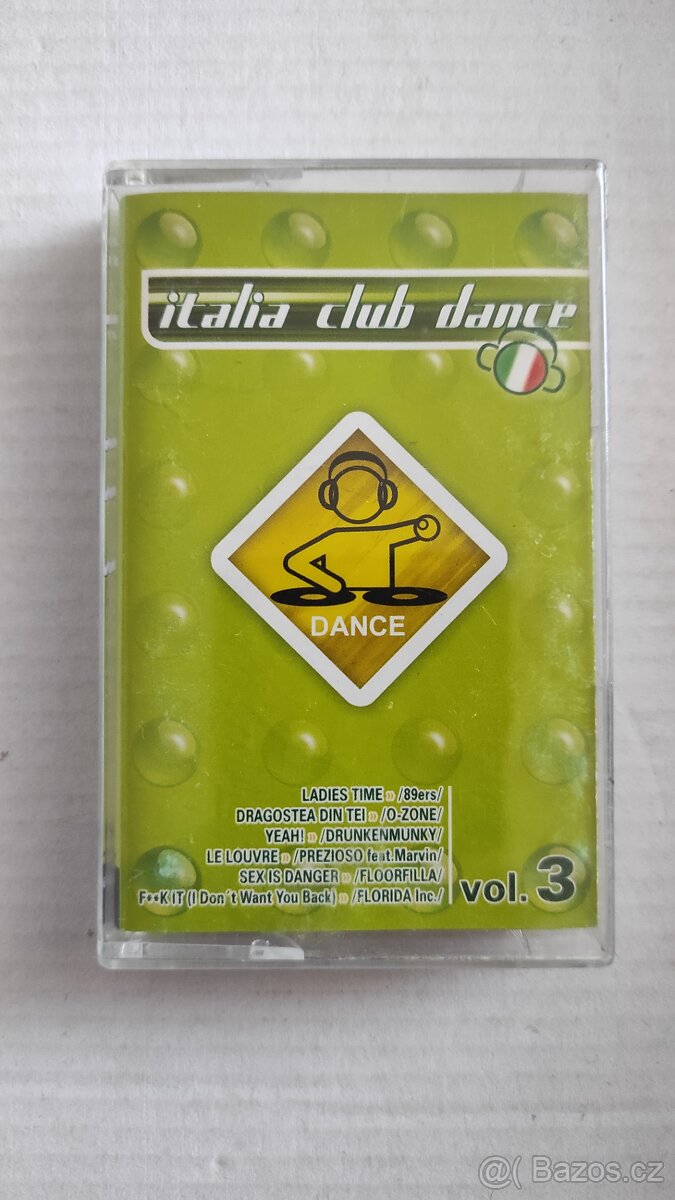 italia club dance
DANCE
LADIES TIME » /89ers/
DRAGOSTEA DIN TEI » /O-ZONE/
YEAH! » /DRUNKENMUNKY/
LE LOUVRE » /PREZIOSO feat.Marvin/
SEX IS DANGER » /FLOORFILLA/
F**K IT (I Don´t Want You Back) » /FLORIDA Inc./
vol. 3
@( Bazos.cz